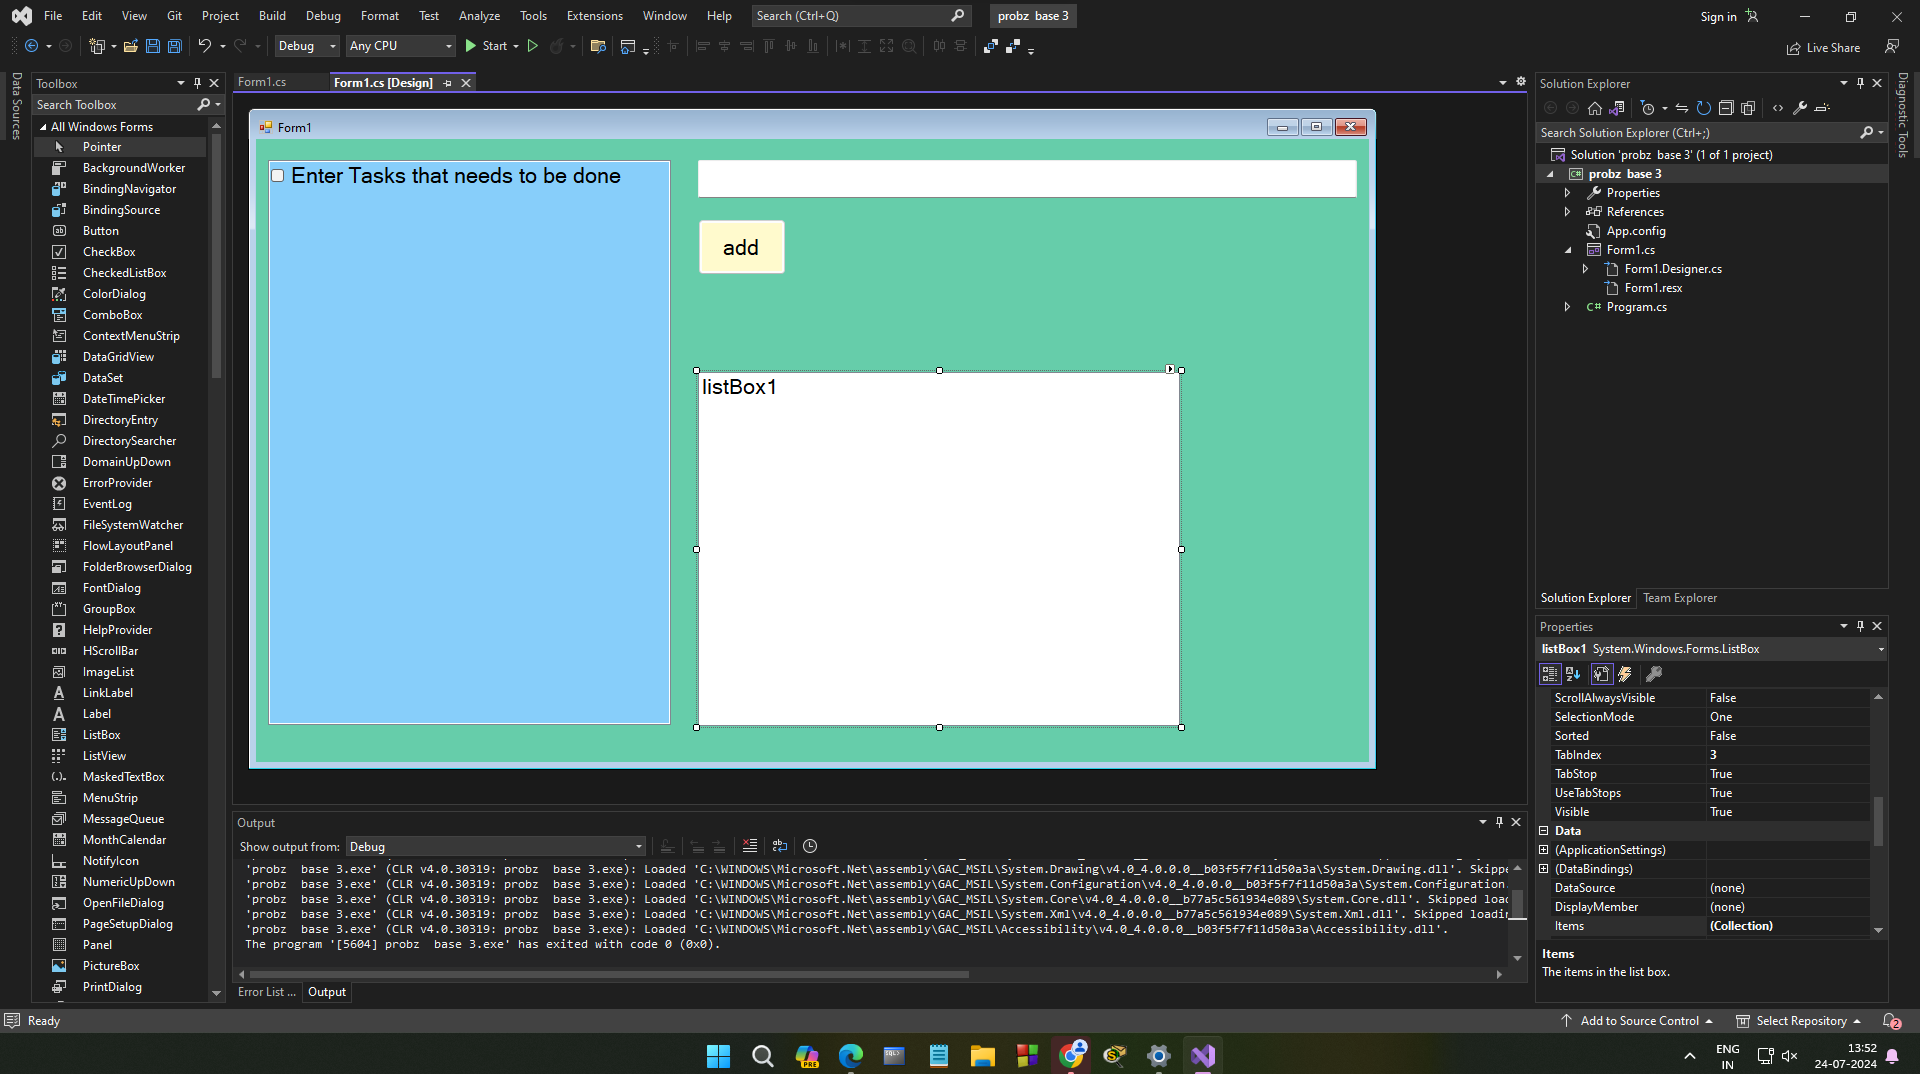 File Edit View Git Project Build Debug Format Test Analyze Tools Extensions Window Help Search (Ctrl+Q) probz base 3 Sign in
Debug Any CPU Start Live Share
Data Sources
Toolbox
Search Toolbox
All Windows Forms
Pointer
BackgroundWorker
BindingNavigator
BindingSource
Button
CheckBox
CheckedListBox
ColorDialog
ComboBox
ContextMenuStrip
DataGridView
DataSet
DateTimePicker
DirectoryEntry
DirectorySearcher
DomainUpDown
ErrorProvider
EventLog
FileSystemWatcher
FlowLayoutPanel
FolderBrowserDialog
FontDialog
GroupBox
HelpProvider
HScrollBar
ImageList
LinkLabel
Label
ListBox
ListView
MaskedTextBox
MenuStrip
MessageQueue
MonthCalendar
NotifyIcon
NumericUpDown
OpenFileDialog
PageSetupDialog
Panel
PictureBox
PrintDialog
Form1.cs Form1.cs [Design]
Form1
Enter Tasks that needs to be done
add
listBox1
Output
Show output from: Debug
'probz  base 3.exe' (CLR v4.0.30319: probz  base 3.exe): Loaded 'C:\WINDOWS\Microsoft.Net\assembly\GAC_MSIL\System.Drawing\v4.0_4.0.0.0__b03f5f7f11d50a3a\System.Drawing.dll'. Skippe
'probz  base 3.exe' (CLR v4.0.30319: probz  base 3.exe): Loaded 'C:\WINDOWS\Microsoft.Net\assembly\GAC_MSIL\System.Configuration\v4.0_4.0.0.0__b03f5f7f11d50a3a\System.Configuration.
'probz  base 3.exe' (CLR v4.0.30319: probz  base 3.exe): Loaded 'C:\WINDOWS\Microsoft.Net\assembly\GAC_MSIL\System.Core\v4.0_4.0.0.0__b77a5c561934e089\System.Core.dll'. Skipped load
'probz  base 3.exe' (CLR v4.0.30319: probz  base 3.exe): Loaded 'C:\WINDOWS\Microsoft.Net\assembly\GAC_MSIL\System.Xml\v4.0_4.0.0.0__b77a5c561934e089\System.Xml.dll'. Skipped loadin
'probz  base 3.exe' (CLR v4.0.30319: probz  base 3.exe): Loaded 'C:\WINDOWS\Microsoft.Net\assembly\GAC_MSIL\Accessibility\v4.0_4.0.0.0__b03f5f7f11d50a3a\Accessibility.dll'.
The program '[5604] probz  base 3.exe' has exited with code 0 (0x0).
Error List ... Output
Solution Explorer
Search Solution Explorer (Ctrl+;)
Solution 'probz base 3' (1 of 1 project)
C# probz base 3
Properties
References
App.config
Form1.cs
Form1.Designer.cs
Form1.resx
C# Program.cs
Solution Explorer Team Explorer
Diagnostic Tools
Properties
listBox1 System.Windows.Forms.ListBox
ScrollAlwaysVisible False
SelectionMode One
Sorted False
TabIndex 3
TabStop True
UseTabStops True
Visible True
Data
(ApplicationSettings)
(DataBindings)
DataSource (none)
DisplayMember (none)
Items (Collection)
Items
The items in the list box.
Ready Add to Source Control Select Repository 2
PRE
ENG
IN
13:52
24-07-2024